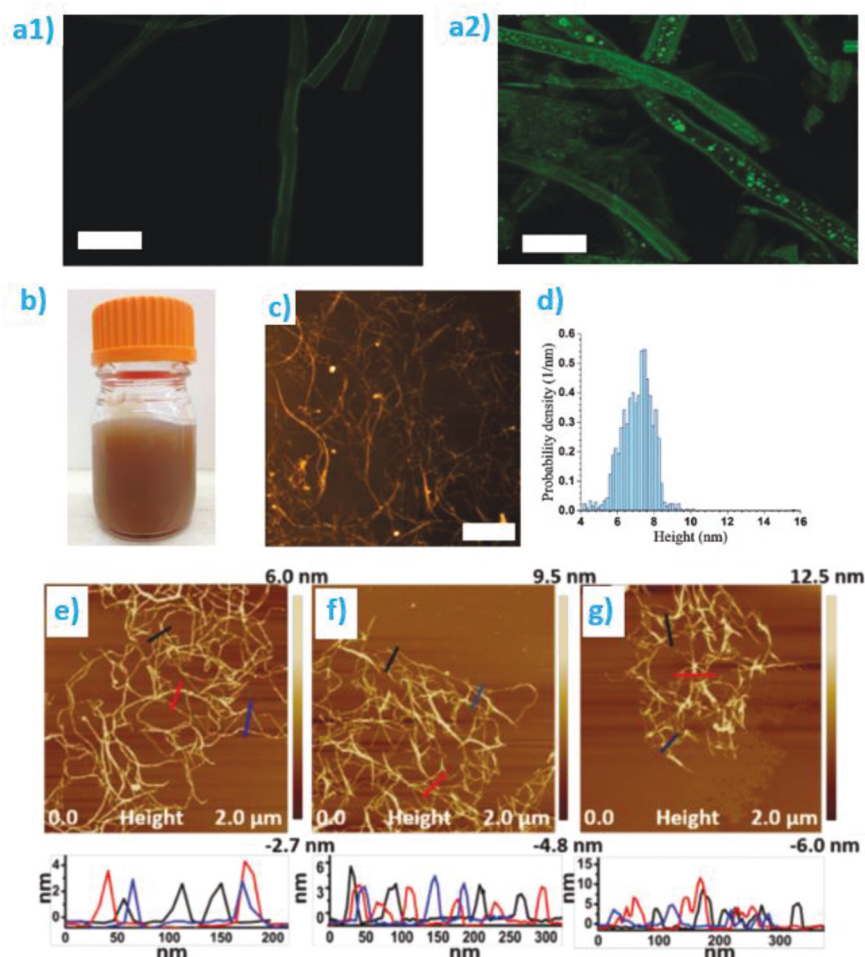 a1)
a2)
b)
c)
d)
0.6
0.5
0.4
0.3
0.2
0.1
0.0
4 6 8 10 12 14 16
Probability density (1/nm)
Height (nm)
6.0 nm
9.5 nm
12.5 nm
e)
f)
g)
0.0 Height 2.0 μm
0.0 Height 2.0 μm
0.0 Height 2.0 μm
-2.7 nm
-4.8 nm
-6.0 nm
4
2
0
nm
0 50 100 150 200
nm
6
3
0
nm
0 50 100 150 200 250 300
nm
15
10
5
0
nm
0 100 200 300
nm